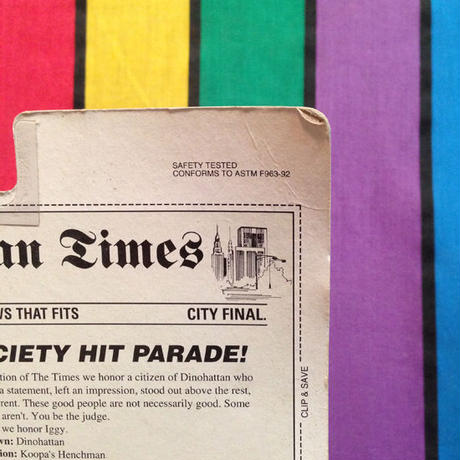 SAFETY TESTED
CONFORMS TO ASTM F963-92
an Times
WS THAT FITS CITY FINAL.
CIETY HIT PARADE!
tion of The Times we honor a citizen of Dinohattan who
a statement, left an impression, stood out above the rest,
rent. These good people are not necessarily good. Some
aren't. You be the judge.
we honor Iggy.
wn: Dinohattan
ion: Koopa's Henchman
CLIP & SAVE